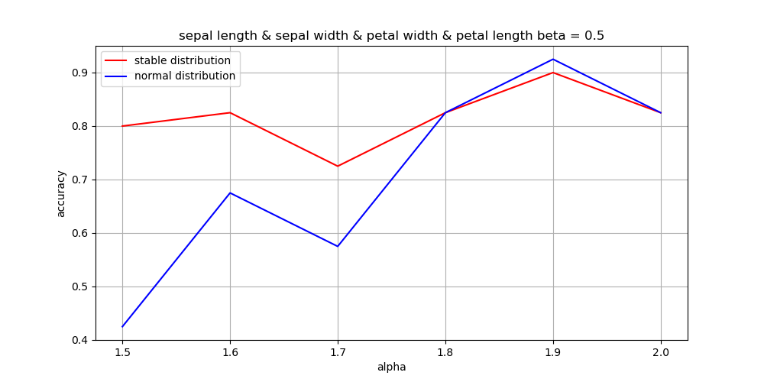 sepal length & sepal width & petal width & petal length beta = 0.5
stable distribution
normal distribution
0.9
0.8
0.7
0.6
0.5
0.4
accuracy
1.5 1.6 1.7 1.8 1.9 2.0
alpha